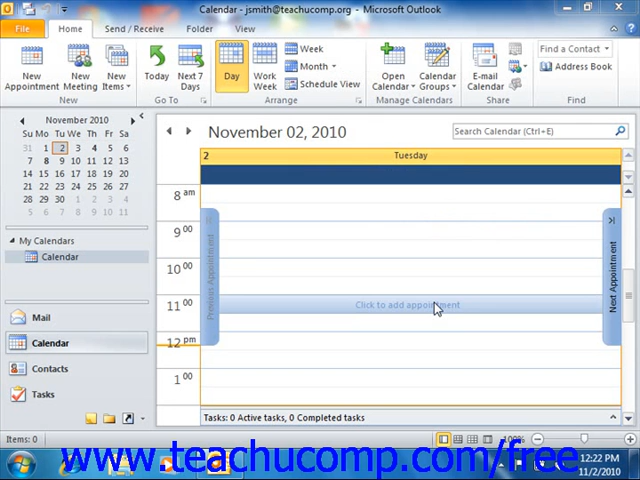 Calendar - jsmith@teachucomp.org - Microsoft Outlook
File Home Send / Receive Folder View
New Appointment
New Meeting
New Items
Today
Next 7 Days
Day
Work Week
Week
Month
Schedule View
Open Calendar
Calendar Groups
E-mail Calendar
Find a Contact
Address Book
New Go To Arrange Manage Calendars Share Find
November 2010
Su Mo Tu We Th Fr Sa
31 1 2 3 4 5 6
7 8 9 10 11 12 13
14 15 16 17 18 19 20
21 22 23 24 25 26 27
28 29 30 1 2 3 4
5 6 7 8 9 10 11
My Calendars
Calendar
Mail
Calendar
Contacts
Tasks
November 02, 2010
Search Calendar (Ctrl+E)
2 Tuesday
8 am
9 00
10 00
11 00
12 pm
1 00
Previous Appointment
Click to add appointment
Next Appointment
Tasks: 0 Active tasks, 0 Completed tasks
Items: 0
100%
www.teachucomp.com/free
12:22 PM
11/2/2010